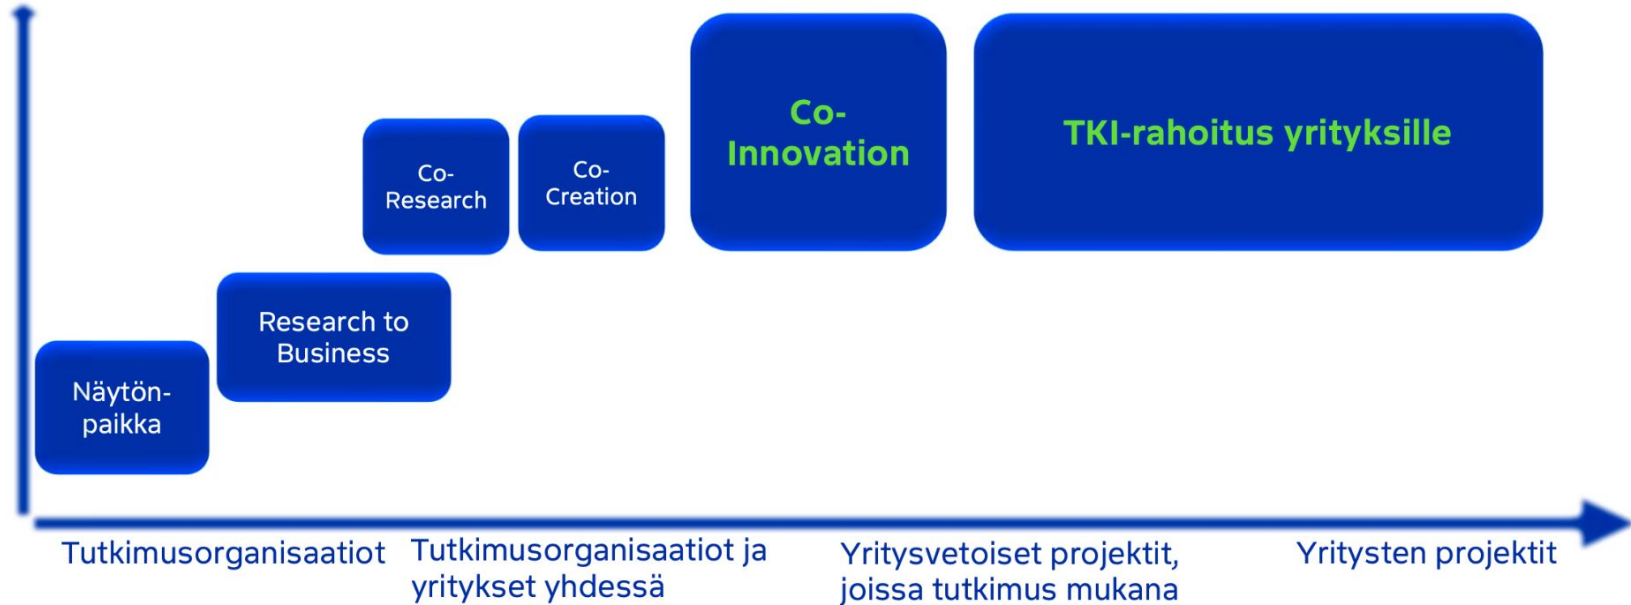 Co-
Innovation
TKI-rahoitus yrityksille
Co-
Research
Co-
Creation
Research to
Business
Näytön-
paikka
Tutkimusorganisaatiot
Tutkimusorganisaatiot ja
yritykset yhdessä
Yritysvetoiset projektit,
joissa tutkimus mukana
Yritysten projektit